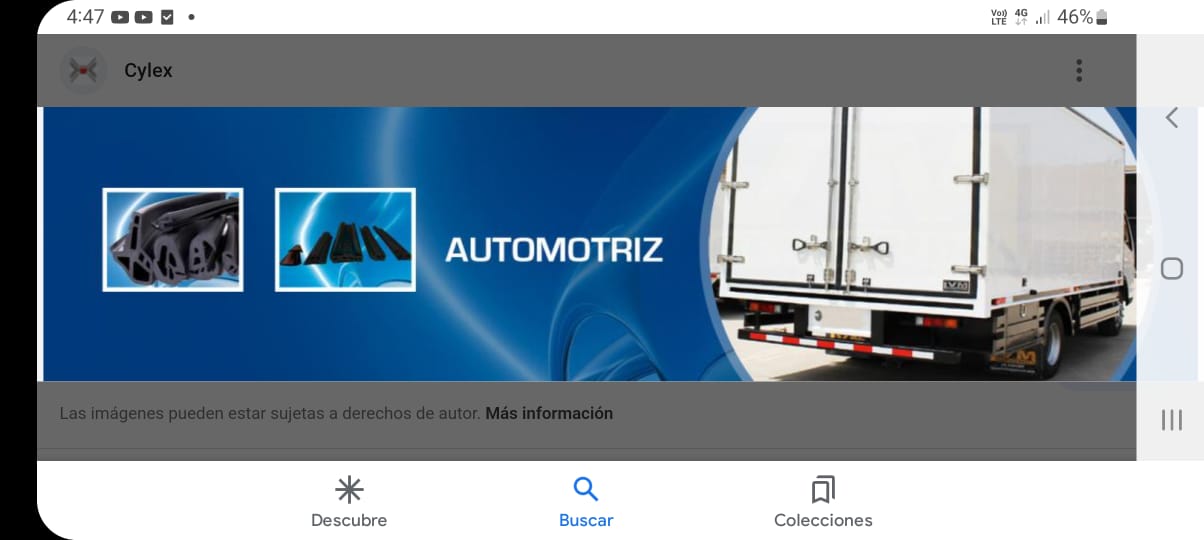 4:47
Vo))
LTE
4G
46%
Cylex
AUTOMOTRIZ
Las imágenes pueden estar sujetas a derechos de autor. Más información
Descubre
Buscar
Colecciones